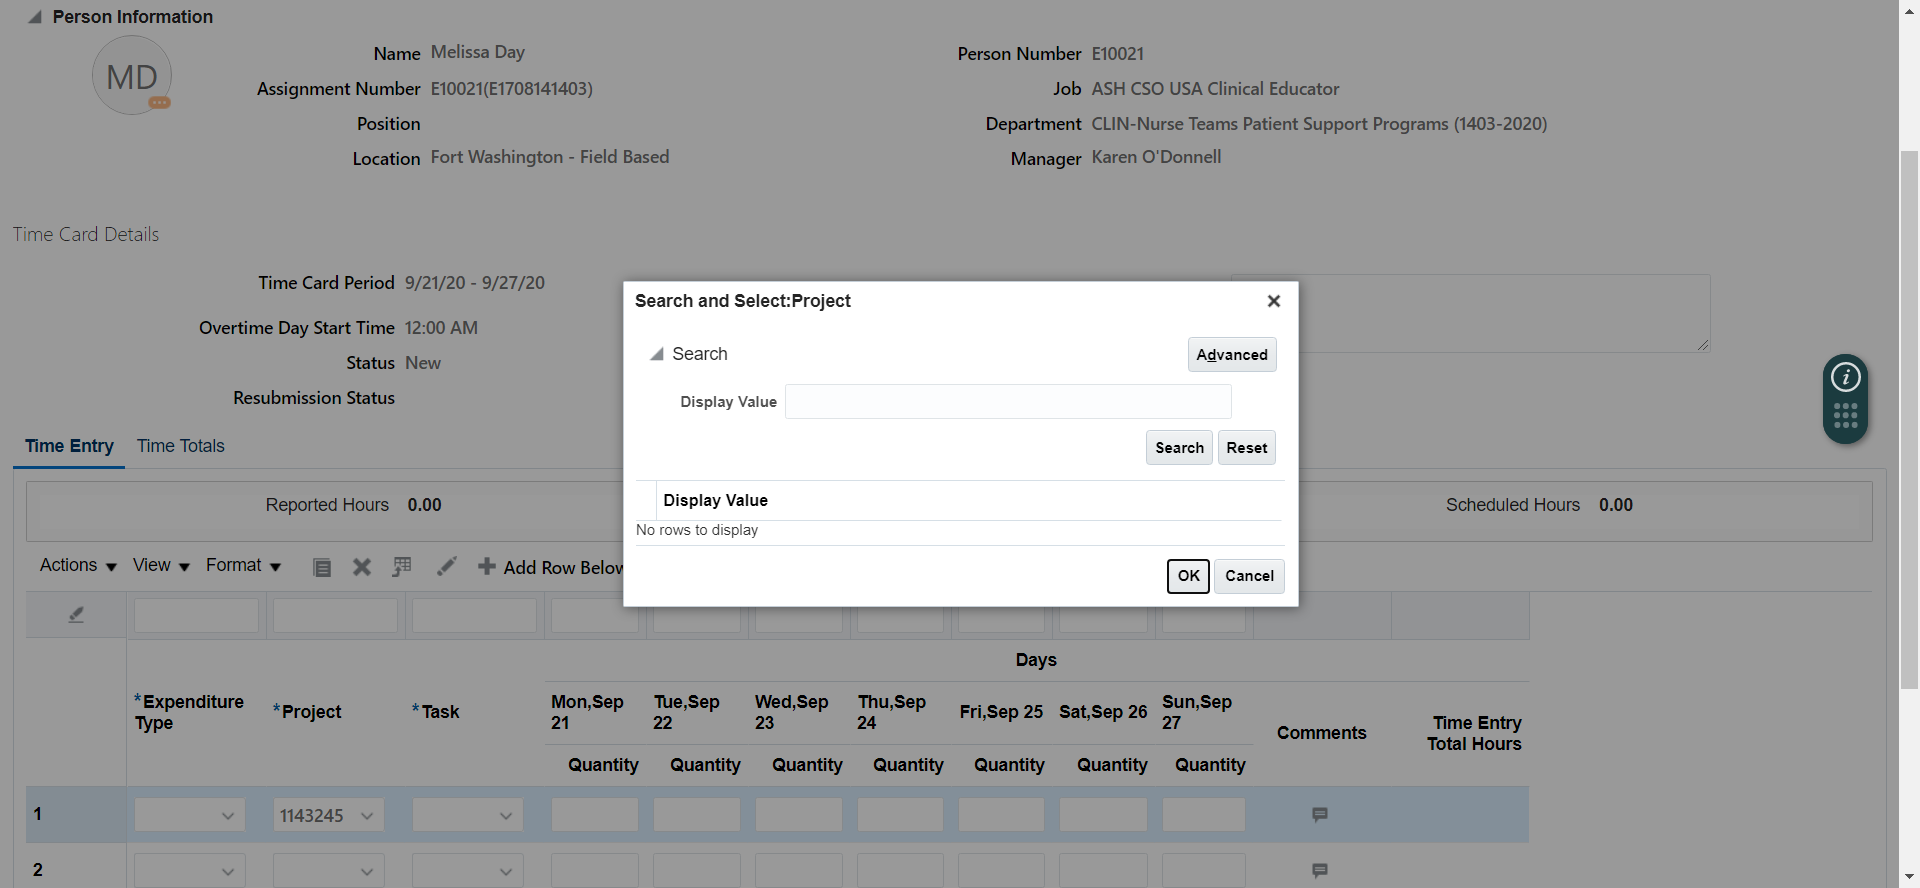 Person Information
MD
Name Melissa Day
Assignment Number E10021(E1708141403)
Position
Location Fort Washington - Field Based
Person Number E10021
Job ASH CSO USA Clinical Educator
Department CLIN-Nurse Teams Patient Support Programs (1403-2020)
Manager Karen O'Donnell
Time Card Details
Time Card Period 9/21/20 - 9/27/20
Overtime Day Start Time 12:00 AM
Status New
Resubmission Status
Search and Select:Project
Search
Advanced
Display Value
Search Reset
Display Value
No rows to display
OK Cancel
Time Entry Time Totals
Reported Hours 0.00
Scheduled Hours 0.00
Actions View Format Add Row Below
Days
*Expenditure Type
*Project
*Task
Mon,Sep 21
Tue,Sep 22
Wed,Sep 23
Thu,Sep 24
Fri,Sep 25
Sat,Sep 26
Sun,Sep 27
Comments
Time Entry Total Hours
Quantity Quantity Quantity Quantity Quantity Quantity Quantity
1 1143245
2